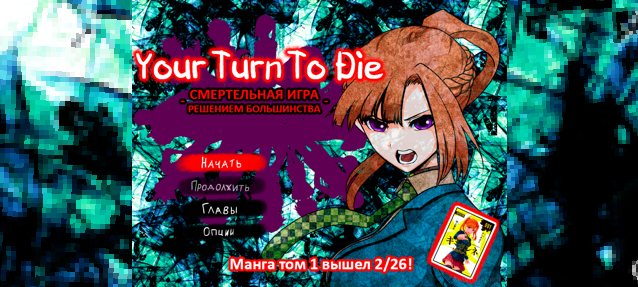 Your Turn To Die
- СМЕРТЕЛЬНАЯ ИГРА
РЕШЕНИЕМ БОЛЬШИНСТВА -
Начать
Продолжить
Главы
Опции
Манга том 1 вышел 2/26!